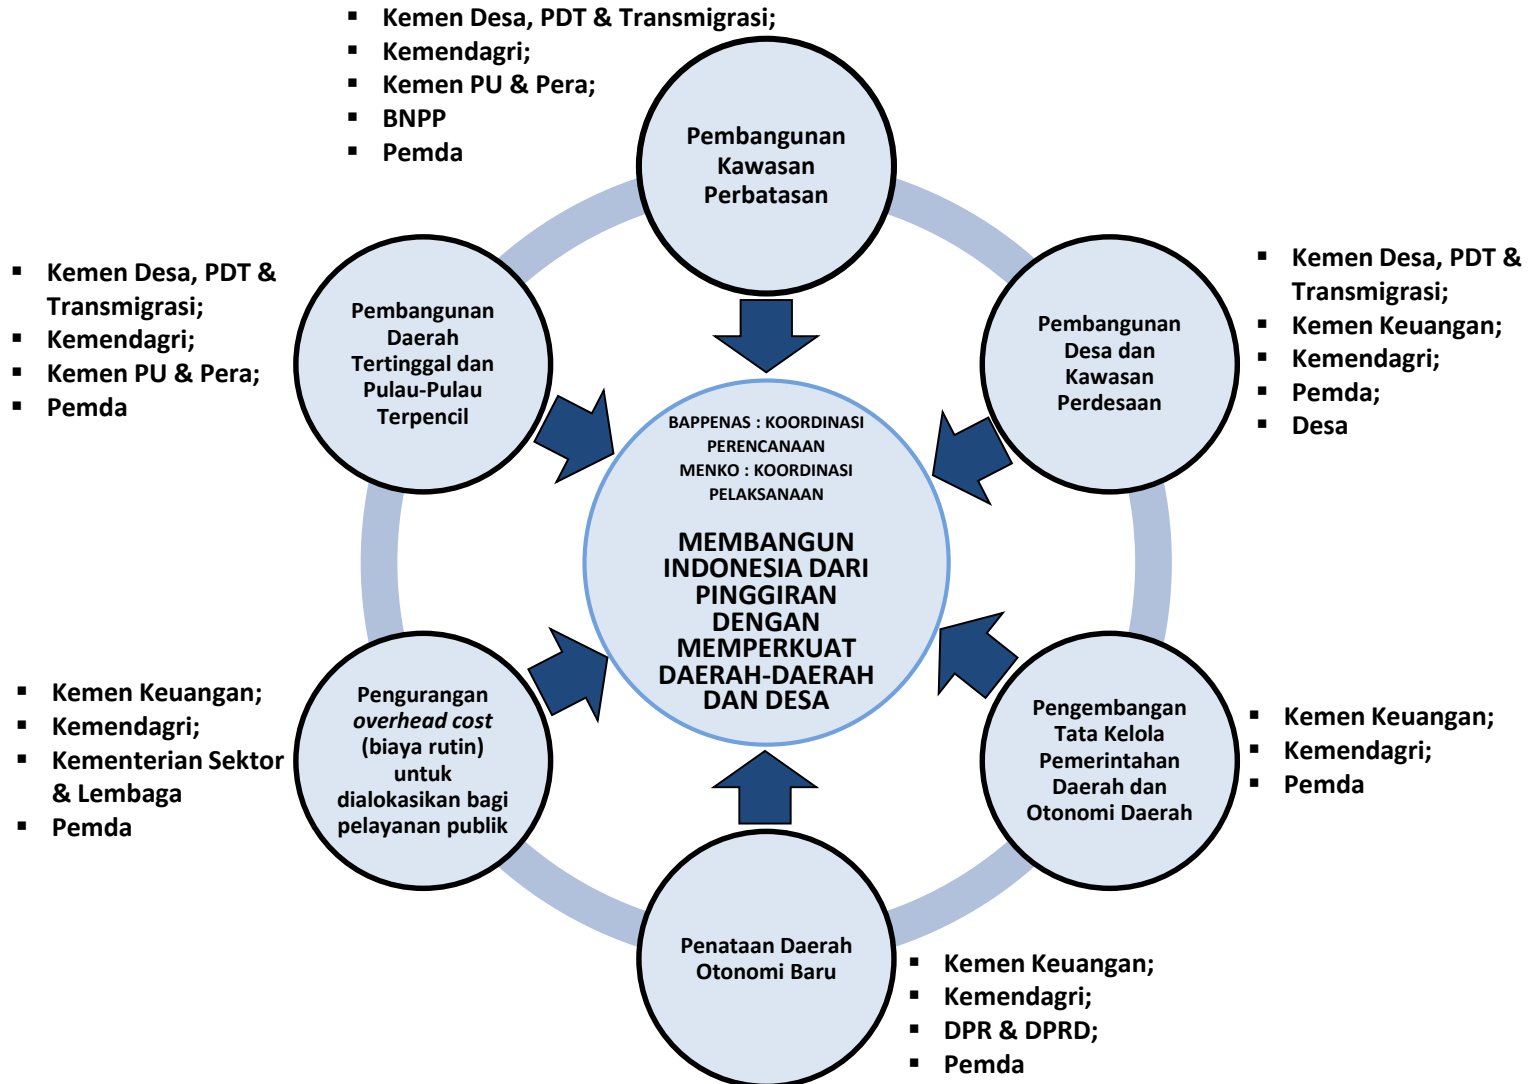 ▪ Kemen Desa, PDT & Transmigrasi;
▪ Kemendagri;
▪ Kemen PU & Pera;
▪ BNPP
▪ Pemda
Pembangunan
Kawasan
Perbatasan
▪ Kemen Desa, PDT &
Transmigrasi;
▪ Kemendagri;
▪ Kemen PU & Pera;
▪ Pemda
Pembangunan
Daerah
Tertinggal dan
Pulau-Pulau
Terpencil
Pembangunan
Desa dan
Kawasan
Perdesaan
▪ Kemen Desa, PDT &
Transmigrasi;
▪ Kemen Keuangan;
▪ Kemendagri;
▪ Pemda;
▪ Desa
BAPPENAS : KOORDINASI
PERENCANAAN
MENKO : KOORDINASI
PELAKSANAAN
MEMBANGUN
INDONESIA DARI
PINGGIRAN
DENGAN
MEMPERKUAT
DAERAH-DAERAH
DAN DESA
▪ Kemen Keuangan;
▪ Kemendagri;
▪ Kementerian Sektor
& Lembaga
▪ Pemda
Pengurangan
overhead cost
(biaya rutin)
untuk
dialokasikan bagi
pelayanan publik
Pengembangan
Tata Kelola
Pemerintahan
Daerah dan
Otonomi Daerah
▪ Kemen Keuangan;
▪ Kemendagri;
▪ Pemda
Penataan Daerah
Otonomi Baru
▪ Kemen Keuangan;
▪ Kemendagri;
▪ DPR & DPRD;
▪ Pemda